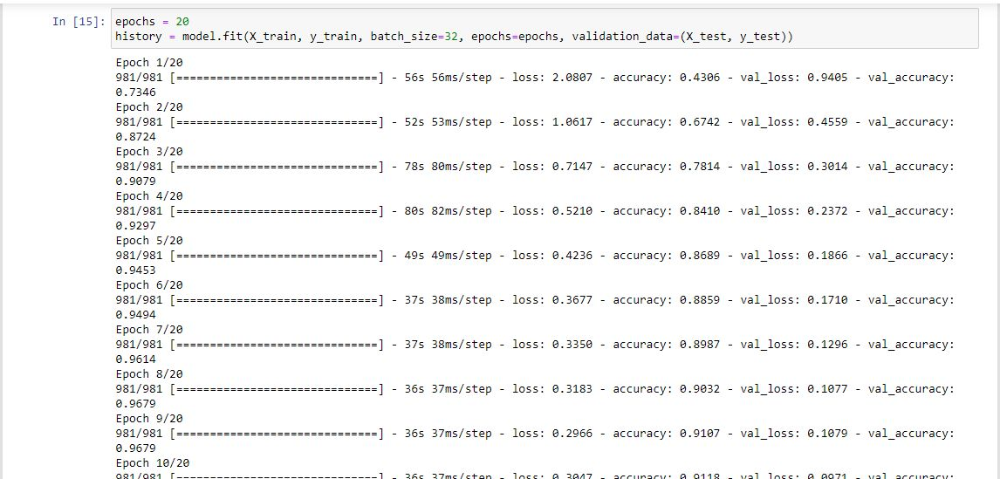 In [15]: epochs = 20
history = model.fit(X_train, y_train, batch_size=32, epochs=epochs, validation_data=(X_test, y_test))
Epoch 1/20
981/981 [==============================] - 56s 56ms/step - loss: 2.0807 - accuracy: 0.4306 - val_loss: 0.9405 - val_accuracy:
0.7346
Epoch 2/20
981/981 [==============================] - 52s 53ms/step - loss: 1.0617 - accuracy: 0.6742 - val_loss: 0.4559 - val_accuracy:
0.8724
Epoch 3/20
981/981 [==============================] - 78s 80ms/step - loss: 0.7147 - accuracy: 0.7814 - val_loss: 0.3014 - val_accuracy:
0.9079
Epoch 4/20
981/981 [==============================] - 80s 82ms/step - loss: 0.5210 - accuracy: 0.8410 - val_loss: 0.2372 - val_accuracy:
0.9297
Epoch 5/20
981/981 [==============================] - 49s 49ms/step - loss: 0.4236 - accuracy: 0.8689 - val_loss: 0.1866 - val_accuracy:
0.9453
Epoch 6/20
981/981 [==============================] - 37s 38ms/step - loss: 0.3677 - accuracy: 0.8859 - val_loss: 0.1710 - val_accuracy:
0.9494
Epoch 7/20
981/981 [==============================] - 37s 38ms/step - loss: 0.3350 - accuracy: 0.8987 - val_loss: 0.1296 - val_accuracy:
0.9614
Epoch 8/20
981/981 [==============================] - 36s 37ms/step - loss: 0.3183 - accuracy: 0.9032 - val_loss: 0.1077 - val_accuracy:
0.9679
Epoch 9/20
981/981 [==============================] - 36s 37ms/step - loss: 0.2966 - accuracy: 0.9107 - val_loss: 0.1079 - val_accuracy:
0.9679
Epoch 10/20
981/981 [==============================] - 36s 37ms/step - loss: 0.3047 - accuracy: 0.9118 - val_loss: 0.0971 - val_accuracy: